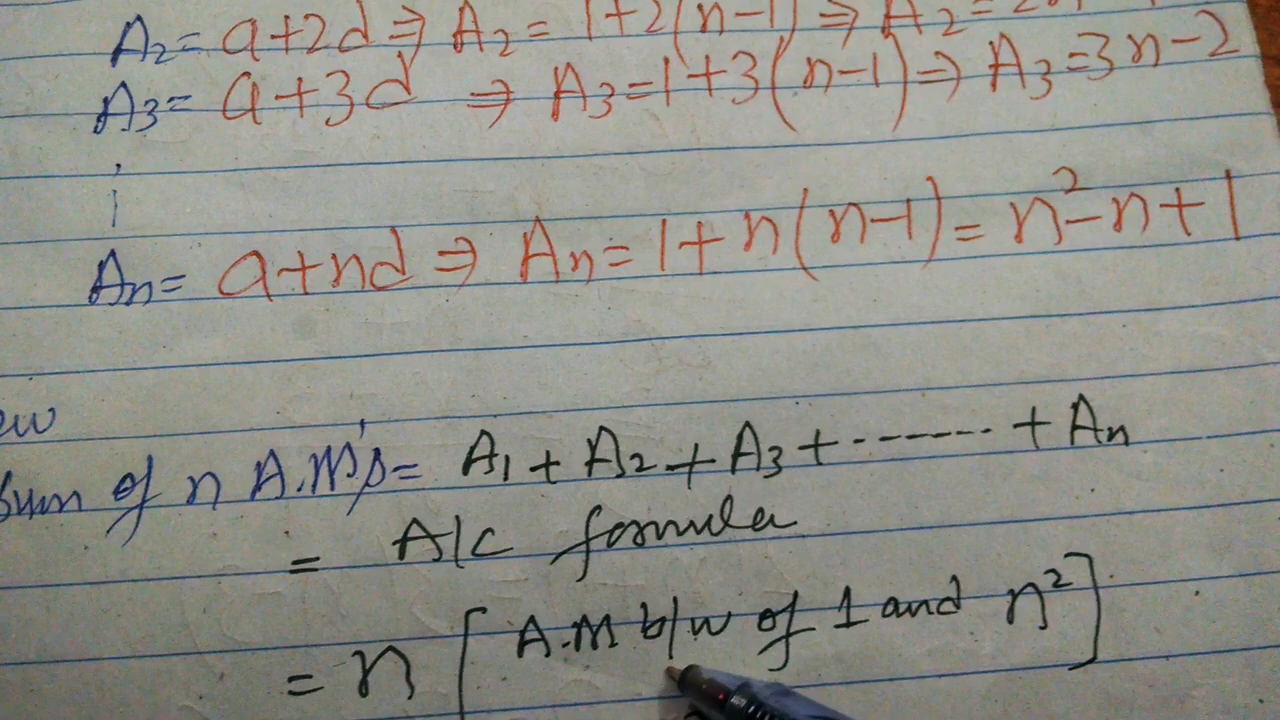 A₂= a+2d ⇒ A₂ = 1+2(n-1) ⇒ A₂ =
A₃= a+3d ⇒ A₃=1+3(n-1)⇒ A₃=3n-2
Aₙ= a+nd ⇒ Aₙ=1+n(n-1)= n²-n+1
Sum of n A.M's= A₁+A₂+A₃+-------+Aₙ
= A/c formula
= n [A.M b/w of 1 and n²]